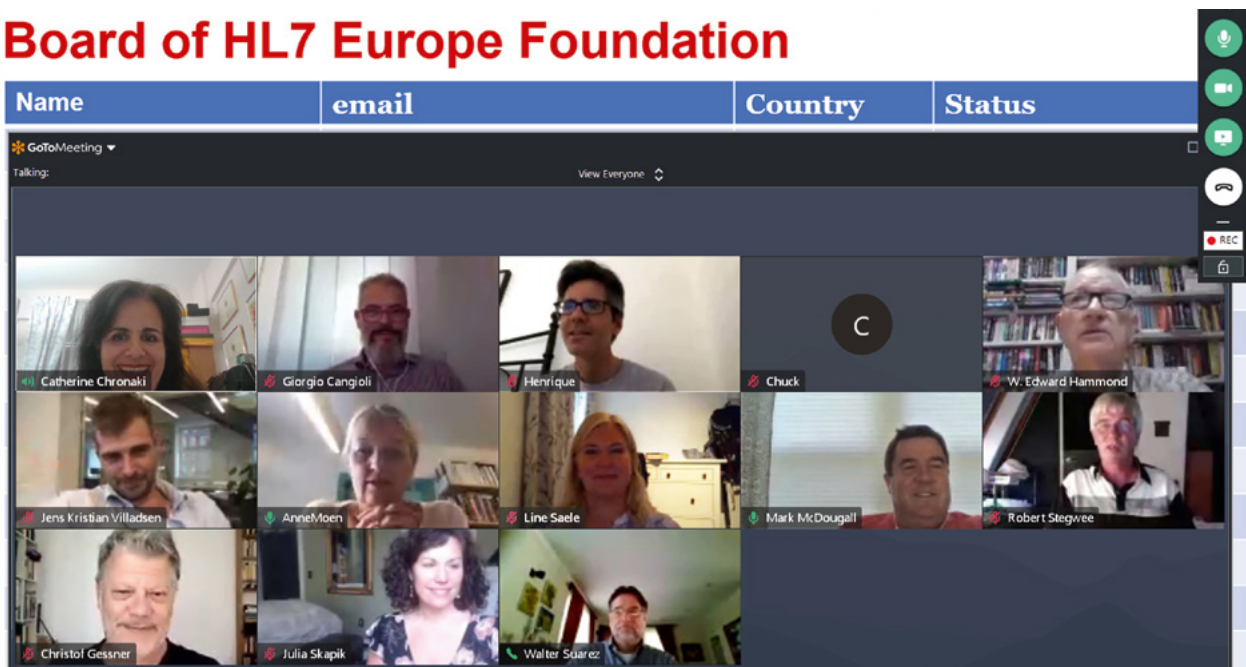 Board of HL7 Europe Foundation
Name email Country Status
GoToMeeting
Talking:
View Everyone
REC
C
Catherine Chronaki
Giorgio Cangioli
Henrique
Chuck
W. Edward Hammond
Jens Kristian Villadsen
AnneMoen
Line Saele
Mark McDougall
Robert Stegwee
Christof Gessner
Julia Skapik
Walter Suarez